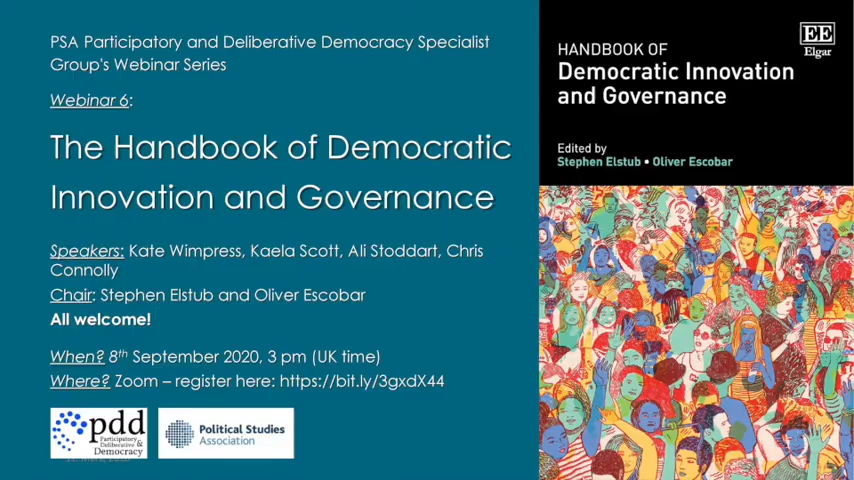 PSA Participatory and Deliberative Democracy Specialist
Group's Webinar Series
Webinar 6:
The Handbook of Democratic
Innovation and Governance
Speakers: Kate Wimpress, Kaela Scott, Ali Stoddart, Chris
Connolly
Chair: Stephen Elstub and Oliver Escobar
All welcome!
When? 8th September 2020, 3 pm (UK time)
Where? Zoom – register here: https://bit.ly/3gxdX44
pdd
Participatory
Deliberative &
Democracy
Political Studies
Association
EE
Elgar
HANDBOOK OF
Democratic Innovation
and Governance
Edited by
Stephen Elstub • Oliver Escobar